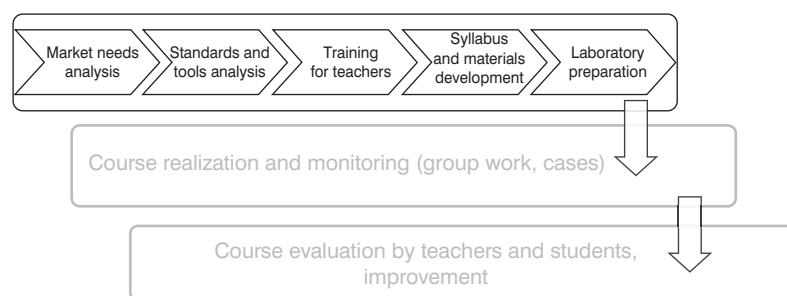 Market needs
analysis
Standards and
tools analysis
Training
for teachers
Syllabus
and materials
development
Laboratory
preparation
Course realization and monitoring (group work, cases)
Course evaluation by teachers and students,
improvement